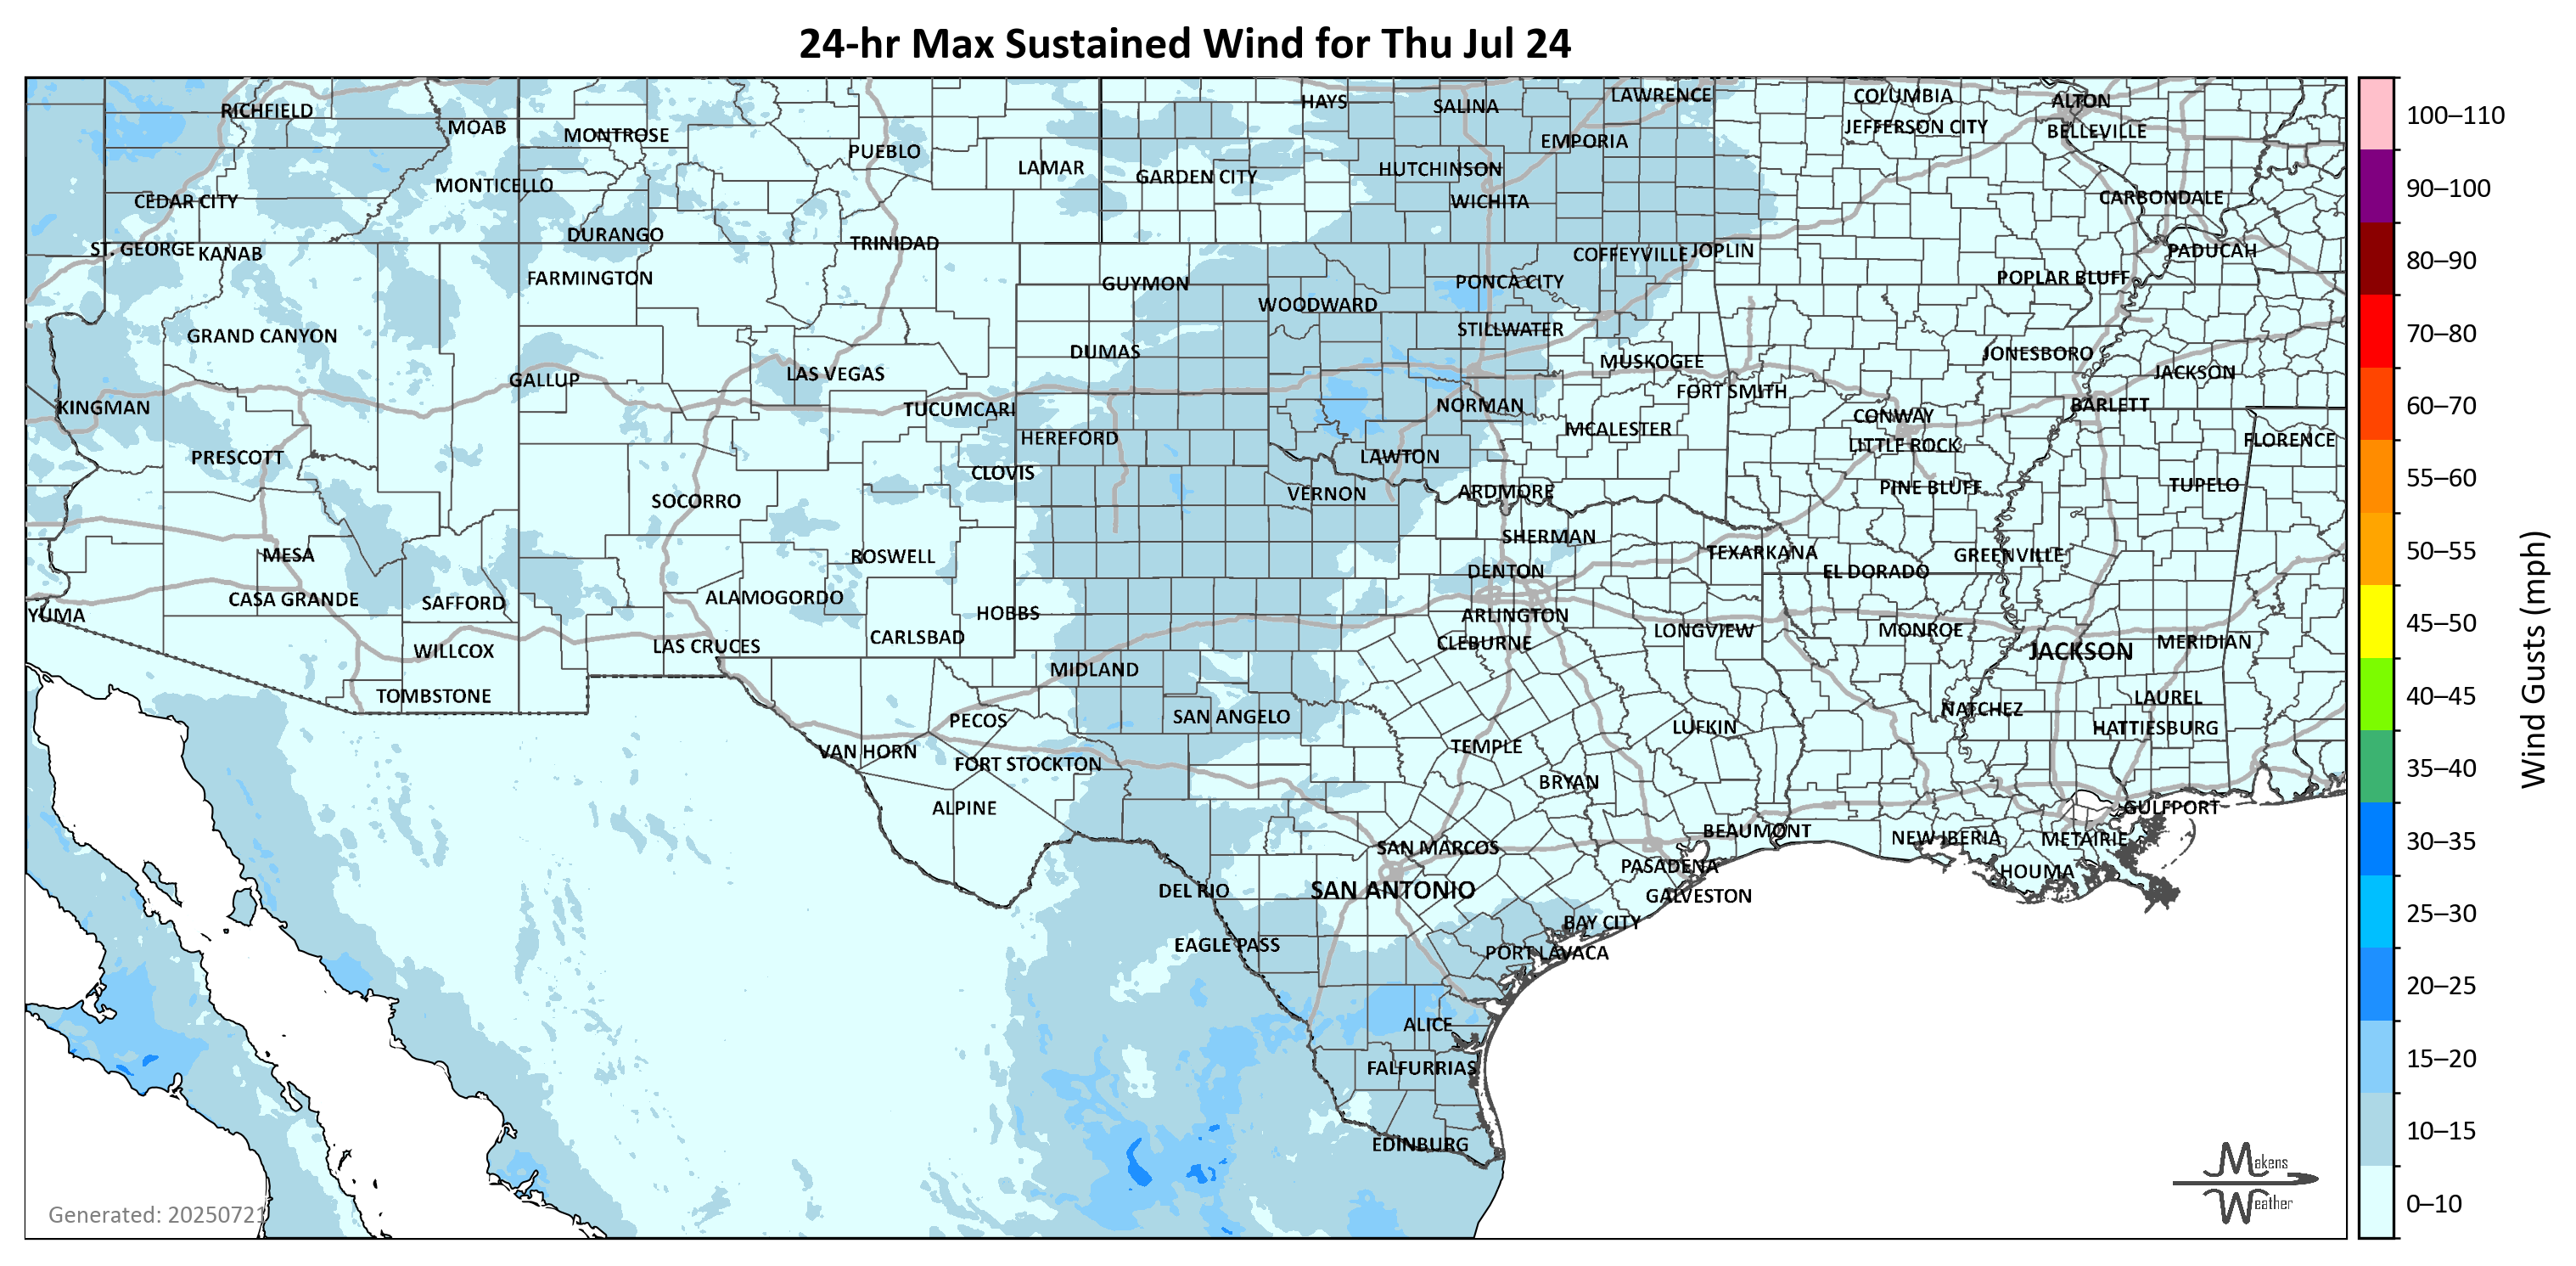 24-hr Max Sustained Wind for Thu Jul 24
RICHFIELD
MOAB
MONTROSE
PUEBLO
LAMAR
HAYS
SALINA
LAWRENCE
COLUMBIA
ALTON
JEFFERSON CITY
BELLEVILLE
EMPORIA
HUTCHINSON
GARDEN CITY
MONTICELLO
CEDAR CITY
WICHITA
CARBONDALE
DURANGO
TRINIDAD
ST. GEORGE
KANAB
COFFEYVILLE
JOPLIN
PADUCAH
FARMINGTON
GUYMON
PONCA CITY
POPLAR BLUFF
WOODWARD
STILLWATER
GRAND CANYON
DUMAS
MUSKOGEE
JONESBORO
GALLUP
LAS VEGAS
JACKSON
FORT SMITH
KINGMAN
TUCUMCARI
NORMAN
CONWAY
BARLETT
MCALESTER
HEREFORD
LITTLE ROCK
FLORENCE
PRESCOTT
LAWTON
CLOVIS
SOCORRO
VERNON
ARDMORE
PINE BLUFF
TUPELO
SHERMAN
MESA
ROSWELL
TEXARKANA
GREENVILLE
DENTON
EL DORADO
CASA GRANDE
SAFFORD
ALAMOGORDO
YUMA
HOBBS
ARLINGTON
CARLSBAD
LAS CRUCES
CLEBURNE
LONGVIEW
MONROE
MERIDIAN
WILLCOX
JACKSON
MIDLAND
TOMBSTONE
LAUREL
PECOS
SAN ANGELO
NATCHEZ
LUFKIN
HATTIESBURG
VAN HORN
TEMPLE
FORT STOCKTON
BRYAN
ALPINE
GULFPORT
BEAUMONT
NEW IBERIA
METAIRIE
SAN MARCOS
PASADENA
HOUMA
DEL RIO
SAN ANTONIO
GALVESTON
BAY CITY
EAGLE PASS
PORT LAVACA
ALICE
FALFURRIAS
EDINBURG
Generated: 20250721
Makens
Weather
100–110
90–100
80–90
70–80
60–70
55–60
50–55
45–50
40–45
35–40
30–35
25–30
20–25
15–20
10–15
0–10
Wind Gusts (mph)